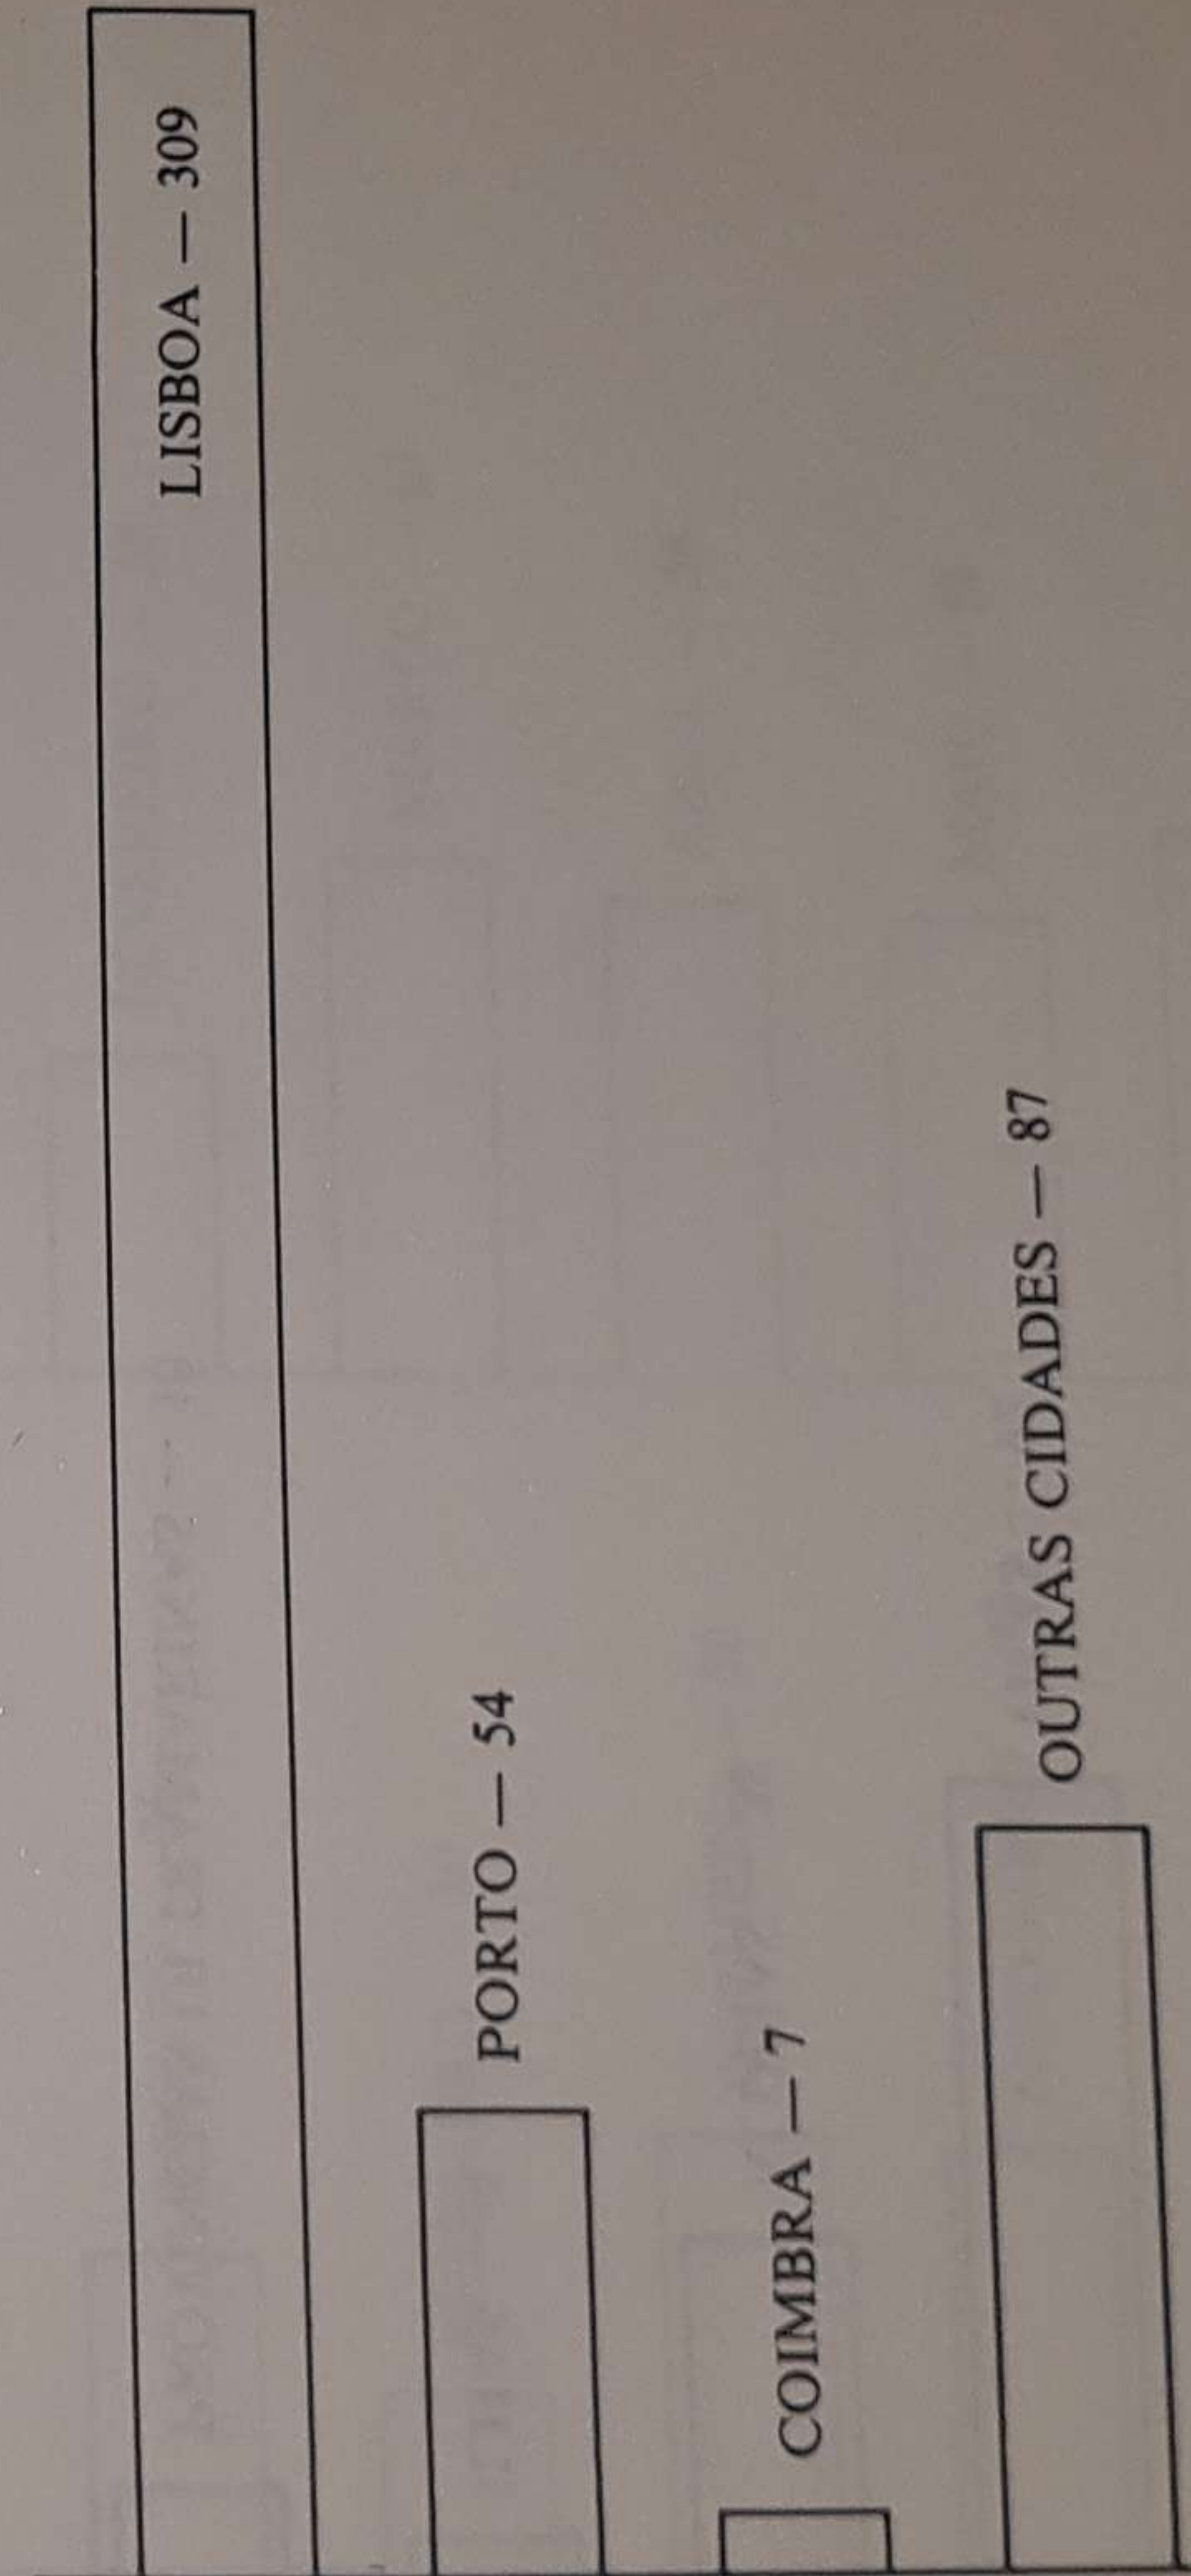 LISBOA — 309
PORTO — 54
COIMBRA — 7
OUTRAS CIDADES — 87